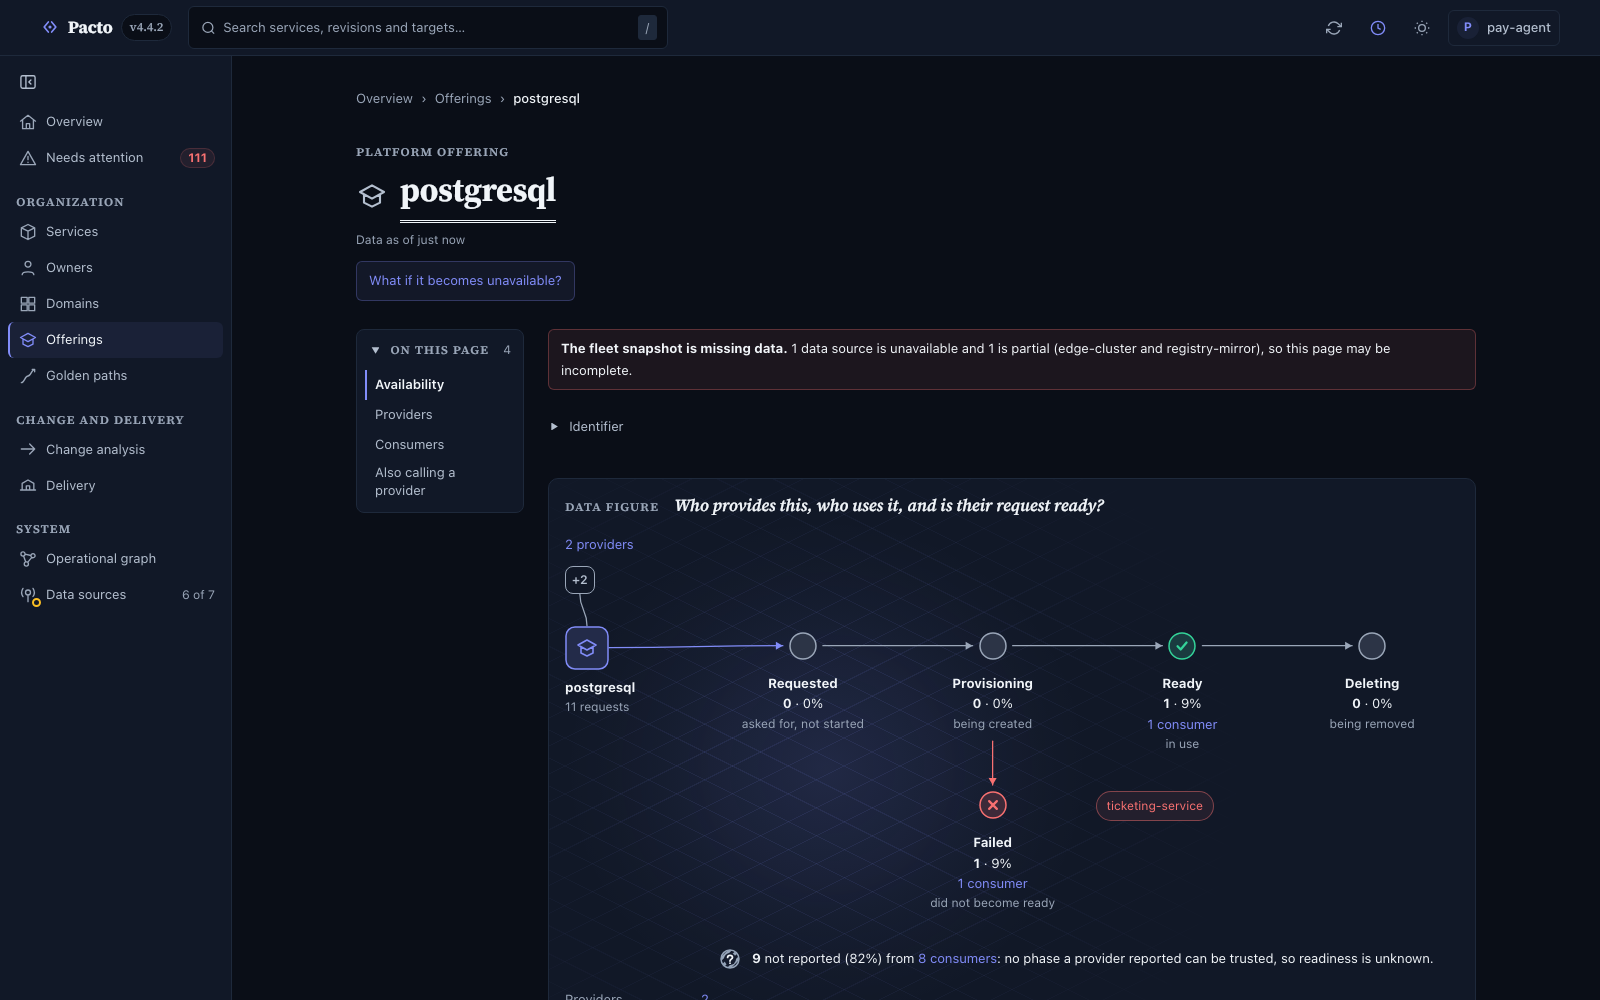 Pacto v4.4.2 Search services, revisions and targets... / P pay-agent
Overview
Needs attention 111
ORGANIZATION
Services
Owners
Domains
Offerings
Golden paths
CHANGE AND DELIVERY
Change analysis
Delivery
SYSTEM
Operational graph
Data sources 6 of 7
Overview › Offerings › postgresql
PLATFORM OFFERING
postgresql
Data as of just now
What if it becomes unavailable?
ON THIS PAGE 4
Availability
Providers
Consumers
Also calling a
provider
The fleet snapshot is missing data. 1 data source is unavailable and 1 is partial (edge-cluster and registry-mirror), so this page may be
incomplete.
Identifier
DATA FIGURE Who provides this, who uses it, and is their request ready?
2 providers
+2
postgresql
11 requests
Requested
0 · 0%
asked for, not started
Provisioning
0 · 0%
being created
Ready
1 · 9%
1 consumer
in use
Deleting
0 · 0%
being removed
ticketing-service
Failed
1 · 9%
1 consumer
did not become ready
? 9 not reported (82%) from 8 consumers: no phase a provider reported can be trusted, so readiness is unknown.
Providers 2